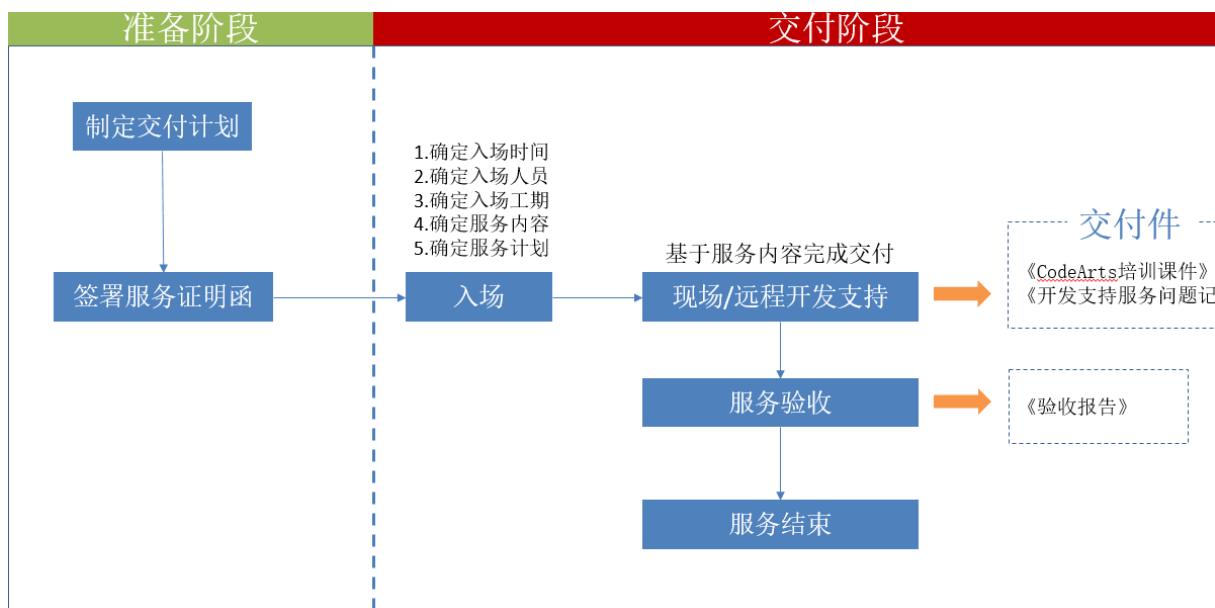 准备阶段
交付阶段
制定交付计划
签署服务证明函
1.确定入场时间
2.确定入场人员
3.确定入场工期
4.确定服务内容
5.确定服务计划
入场
基于服务内容完成交付
现场/远程开发支持
服务验收
服务结束
交付件
《CodeArts培训课件》
《开发支持服务问题记
《验收报告》